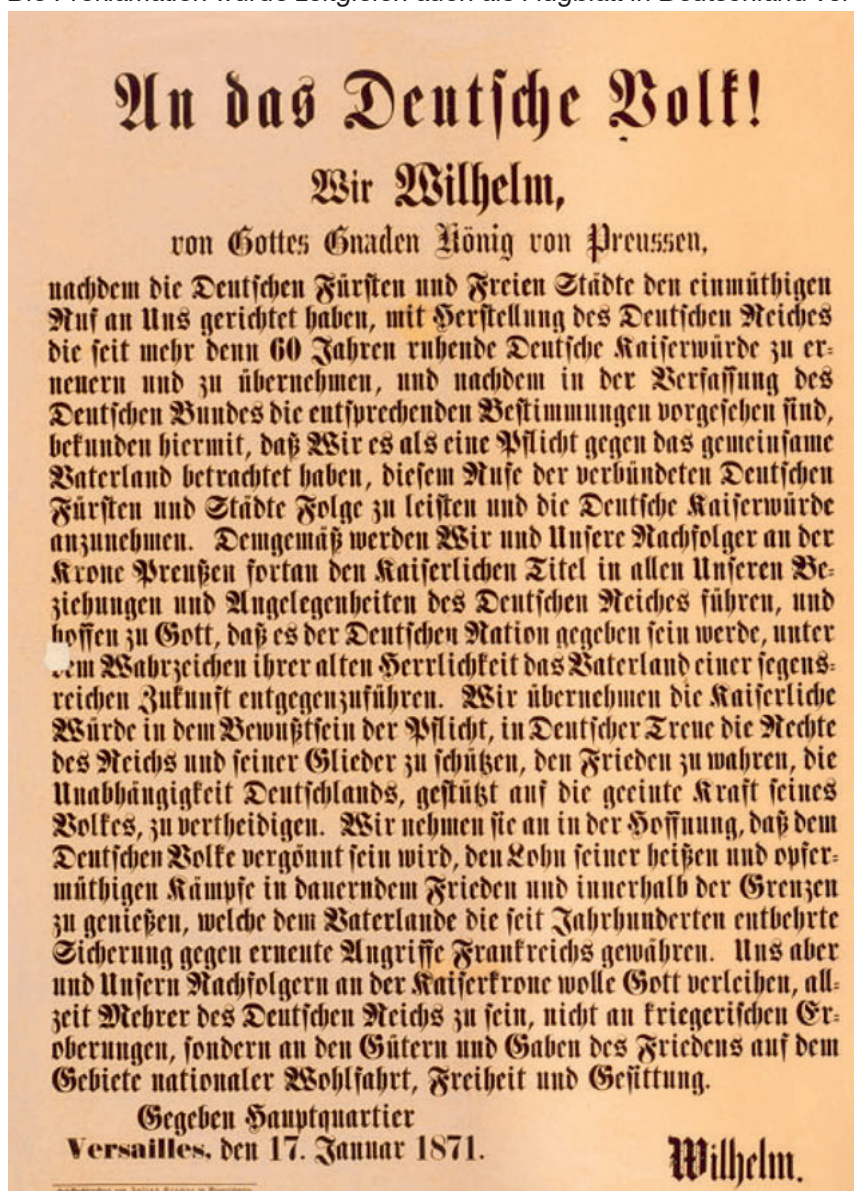 An das Deutsche Volk!
Wir Wilhelm,
von Gottes Gnaden König von Preussen,
nachdem die Deutschen Fürsten und Freien Städte den einmüthigen
Ruf an Uns gerichtet haben, mit Herstellung des Deutschen Reiches
die seit mehr denn 60 Jahren ruhende Deutsche Kaiserwürde zu er-
neuern und zu übernehmen, und nachdem in der Verfassung des
Deutschen Bundes die entsprechenden Bestimmungen vorgesehen sind,
bekunden hiermit, daß Wir es als eine Pflicht gegen das gemeinsame
Vaterland betrachtet haben, diesem Rufe der verbündeten Deutschen
Fürsten und Städte Folge zu leisten und die Deutsche Kaiserwürde
anzunehmen. Demgemäß werden Wir und Unsere Nachfolger an der
Krone Preußen fortan den Kaiserlichen Titel in allen Unseren Be-
ziehungen und Angelegenheiten des Deutschen Reiches führen, und
hoffen zu Gott, daß es der Deutschen Nation gegeben sein werde, unter
dem Wahrzeichen ihrer alten Herrlichkeit das Vaterland einer segens-
reichen Zukunft entgegenzuführen. Wir übernehmen die Kaiserliche
Würde in dem Bewußtsein der Pflicht, in Deutscher Treue die Rechte
des Reichs und seiner Glieder zu schützen, den Frieden zu wahren, die
Unabhängigkeit Deutschlands, gestützt auf die geeinte Kraft seines
Volkes, zu vertheidigen. Wir nehmen sie an in der Hoffnung, daß dem
Deutschen Volke vergönnt sein wird, den Lohn seiner heißen und opfer-
müthigen Kämpfe in dauerndem Frieden und innerhalb der Grenzen
zu genießen, welche dem Vaterlande die seit Jahrhunderten entbehrte
Sicherung gegen erneute Angriffe Frankreichs gewähren. Uns aber
und Unsern Nachfolgern an der Kaiserkrone wolle Gott verleihen, all-
zeit Mehrer des Deutschen Reichs zu sein, nicht an kriegerischen Er-
oberungen, sondern an den Gütern und Gaben des Friedens auf dem
Gebiete nationaler Wohlfahrt, Freiheit und Gesittung.
Gegeben Hauptquartier
Versailles, den 17. Januar 1871.
Wilhelm.